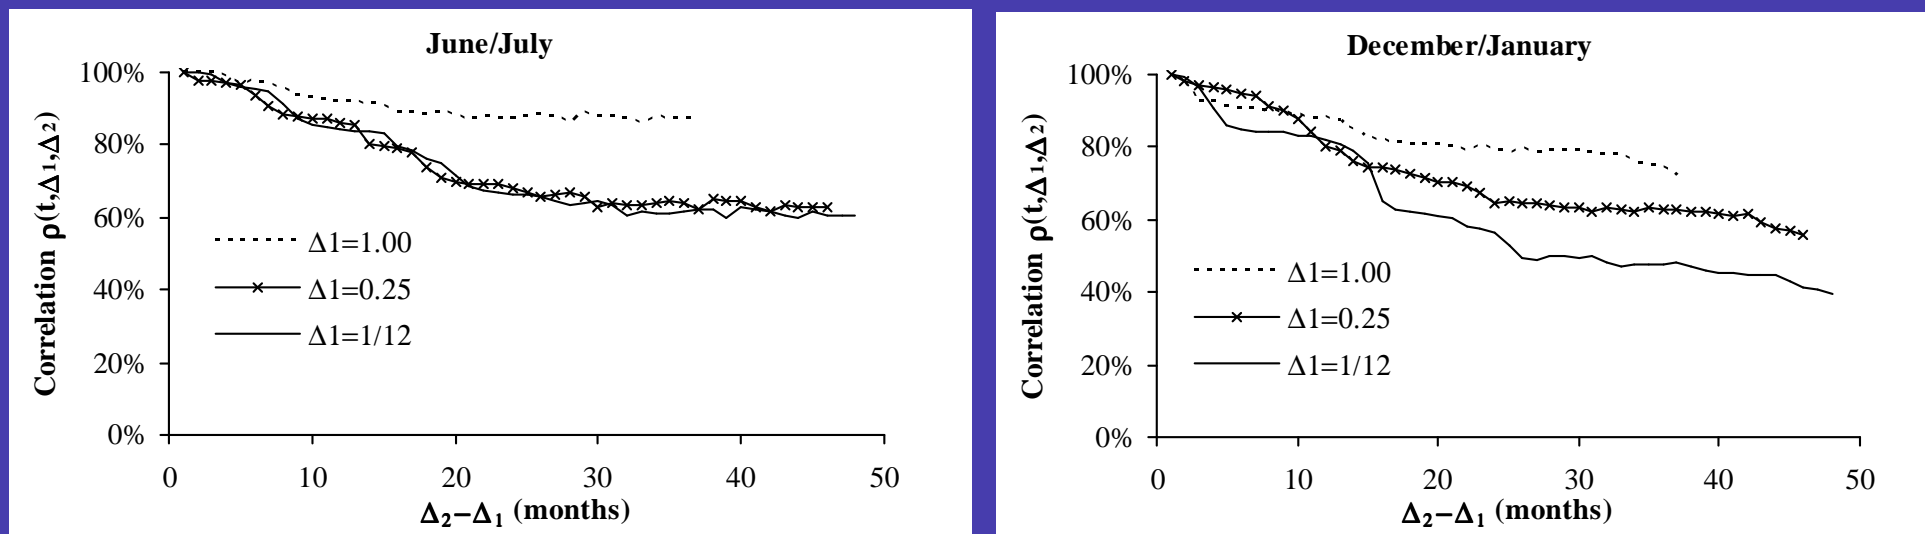 June/July
Correlation ρ(t,Δ1,Δ2)
100%
80%
60%
40%
20%
0%
Δ1=1.00
Δ1=0.25
Δ1=1/12
0 10 20 30 40 50
Δ2−Δ1 (months)
December/January
Correlation ρ(t,Δ1,Δ2)
100%
80%
60%
40%
20%
0%
Δ1=1.00
Δ1=0.25
Δ1=1/12
0 10 20 30 40 50
Δ2−Δ1 (months)